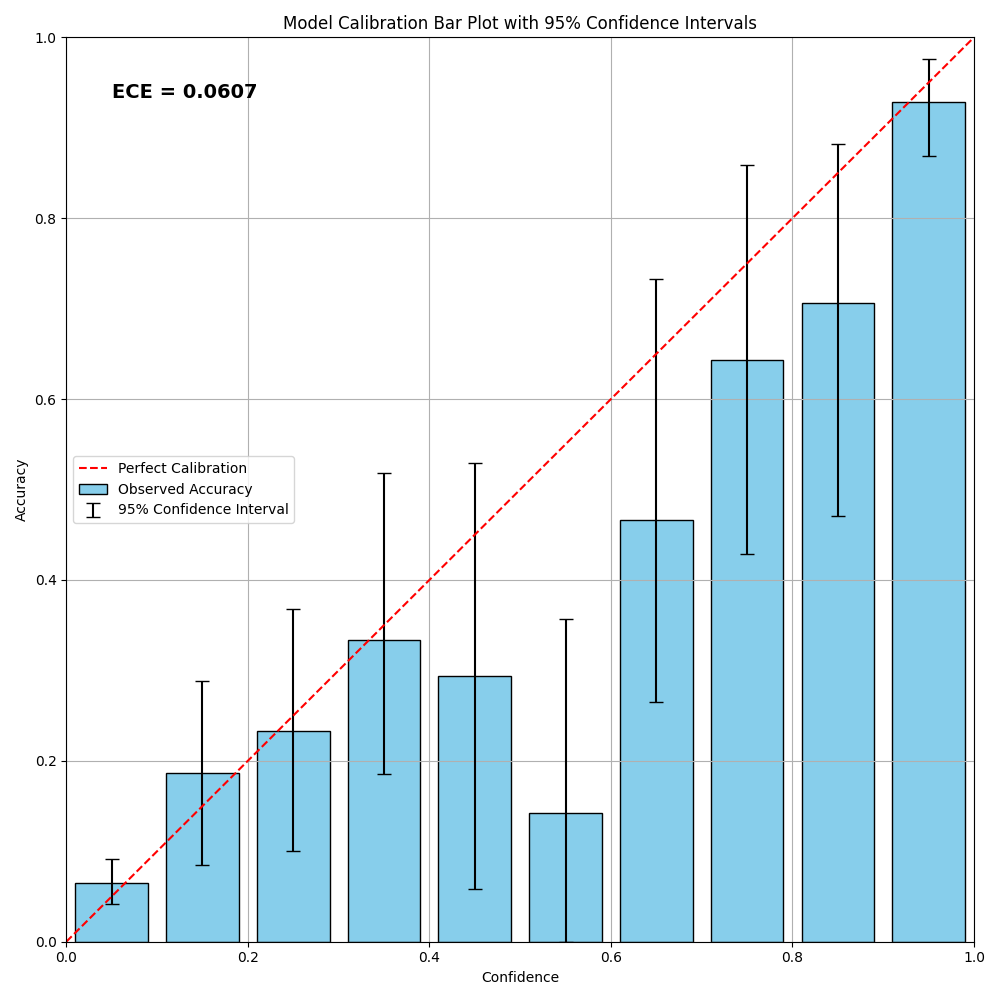 Model Calibration Bar Plot with 95% Confidence Intervals
ECE = 0.0607
Accuracy
1.0
0.8
0.6
0.4
0.2
0.0
Perfect Calibration
Observed Accuracy
95% Confidence Interval
0.0 0.2 0.4 0.6 0.8 1.0
Confidence